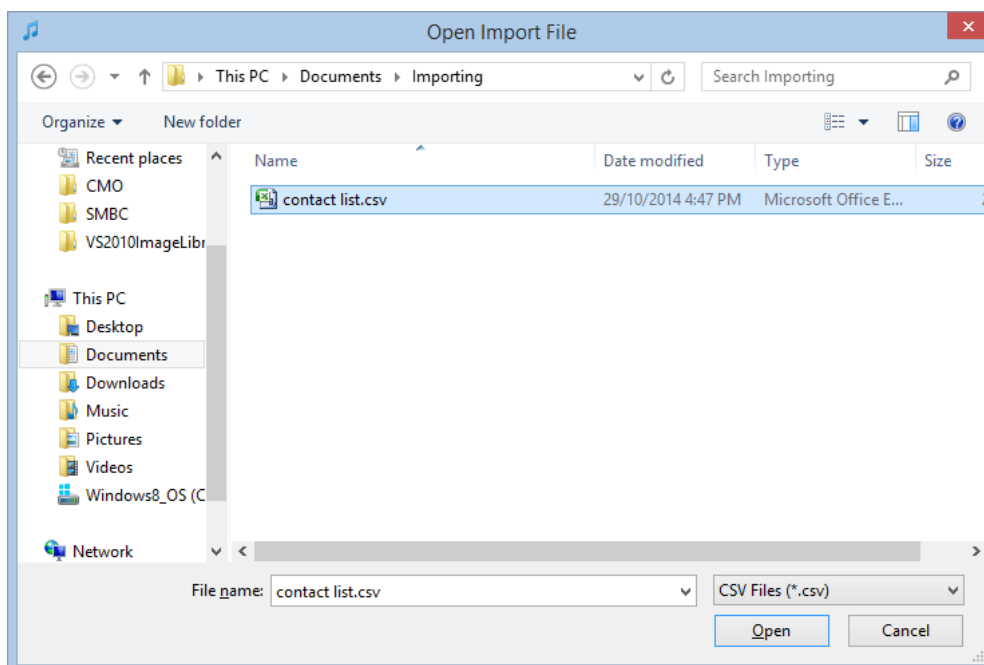 Open Import File
This PC Documents Importing
Search Importing
Organize
New folder
Name Date modified Type Size
contact list.csv 29/10/2014 4:47 PM Microsoft Office E...
Recent places
CMO
SMBC
VS2010ImageLibr
This PC
Desktop
Documents
Downloads
Music
Pictures
Videos
Windows8_OS (C
Network
File name: contact list.csv
CSV Files (*.csv)
Open
Cancel